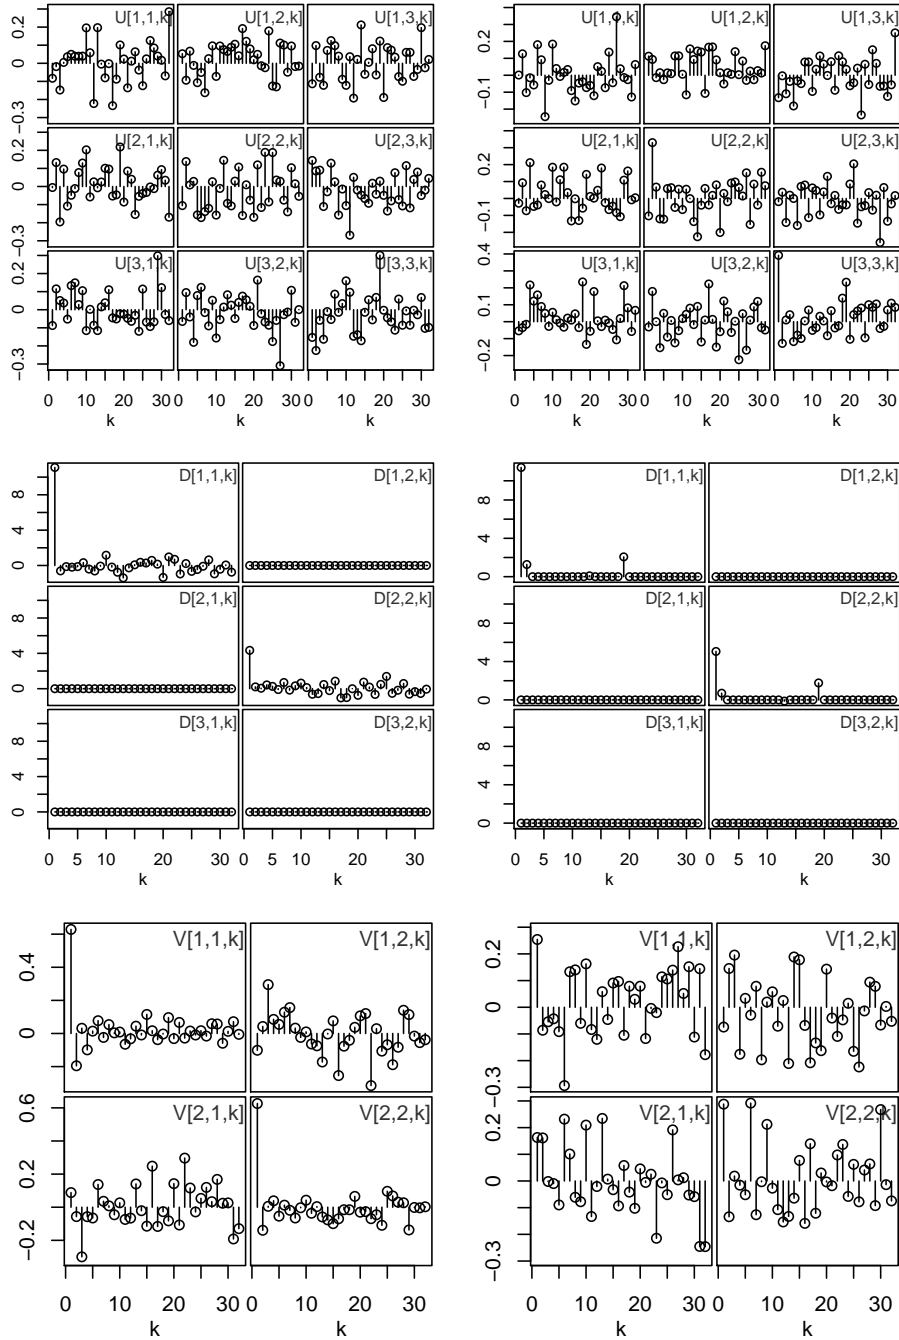 U[1,1,k] U[1,2,k] U[1,3,k]
−0.3 0 0.2
U[2,1,k] U[2,2,k] U[2,3,k]
−0.3 0 0.2
U[3,1,k] U[3,2,k] U[3,3,k]
−0.3 0 0.2
0 10 20 30 0 10 20 30 0 10 20 30
k k k
U[1,1,k] U[1,2,k] U[1,3,k]
−0.1 0.2
U[2,1,k] U[2,2,k] U[2,3,k]
−0.1 0.2
U[3,1,k] U[3,2,k] U[3,3,k]
−0.2 0.1 0.4
0 10 20 30 0 10 20 30 0 10 20 30
k k k
D[1,1,k] D[1,2,k]
0 4 8
D[2,1,k] D[2,2,k]
0 4 8
D[3,1,k] D[3,2,k]
0 4 8
0 5 10 20 30 0 5 10 20 30
k k
D[1,1,k] D[1,2,k]
0 4 8
D[2,1,k] D[2,2,k]
0 4 8
D[3,1,k] D[3,2,k]
0 4 8
0 5 10 20 30 0 5 10 20 30
k k
V[1,1,k] V[1,2,k]
0 0.4
V[2,1,k] V[2,2,k]
−0.2 0.2 0.6
0 10 20 30 0 10 20 30
k k
V[1,1,k] V[1,2,k]
−0.3 0 0.2
V[2,1,k] V[2,2,k]
−0.3 0 0.2
0 10 20 30 0 10 20 30
k k